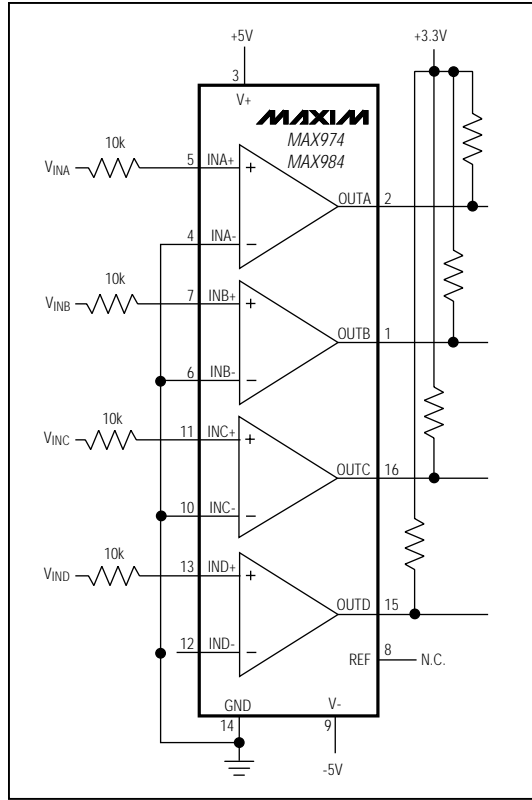 +5V
+3.3V
3
V+
MAXIM
MAX974
MAX984
10k
VINA
5
INA+
+
OUTA
2
4
INA-
−
10k
VINB
7
INB+
+
OUTB
1
6
INB-
−
10k
VINC
11
INC+
+
OUTC
16
10
INC-
−
10k
VIND
13
IND+
+
OUTD
15
12
IND-
−
REF
8
N.C.
GND
V-
14
9
-5V